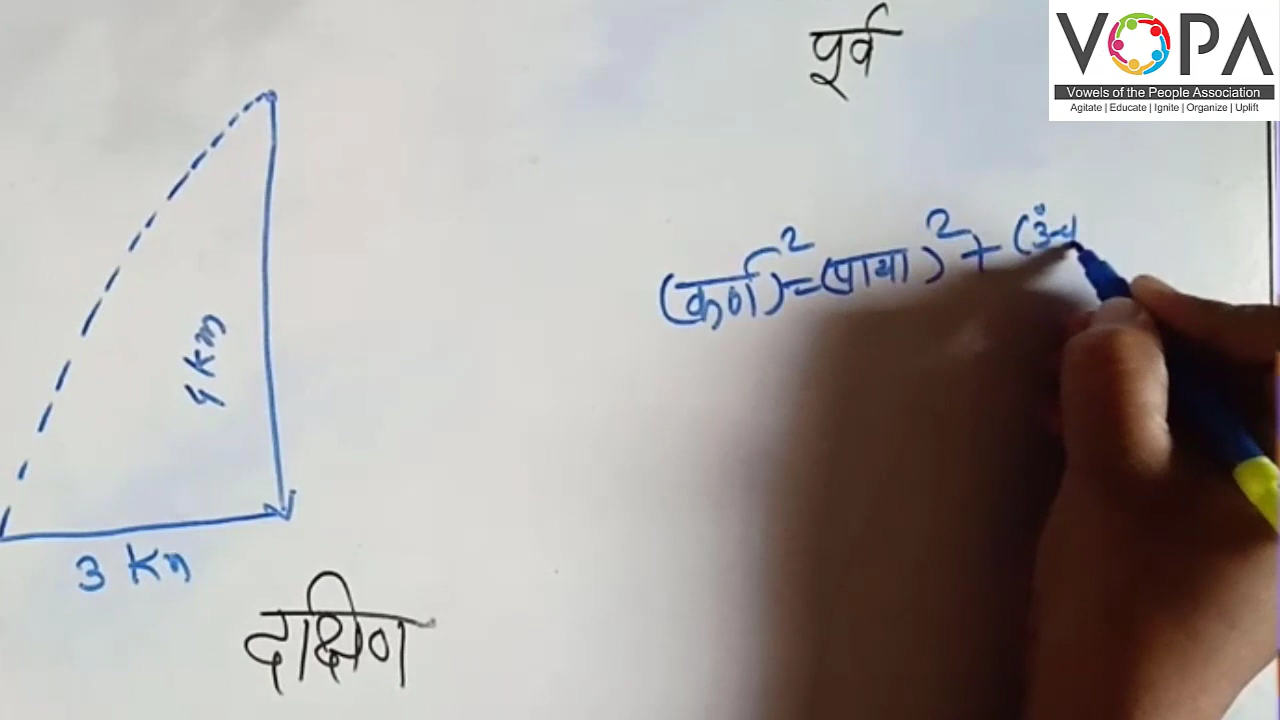 पूर्व
VOPA
Vowels of the People Association
Agitate | Educate | Ignite | Organize | Uplift
(कर्ण)² = (पाया)² + (उंच
4 Km
3 Km
दक्षिण